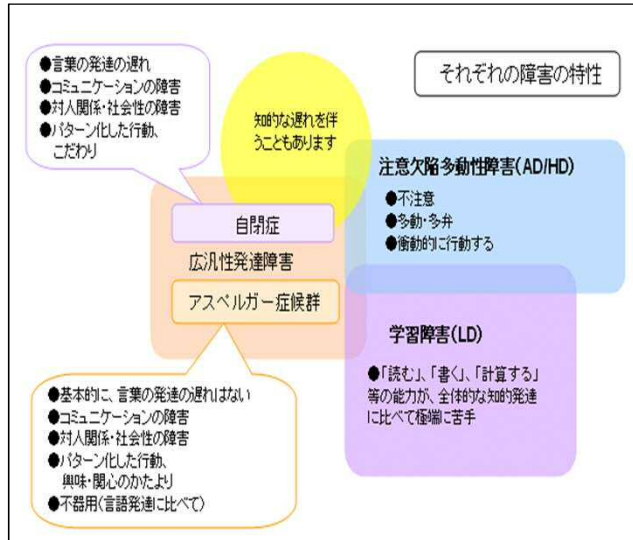 それぞれの障害の特性
●言葉の発達の遅れ
●コミュニケーションの障害
●対人関係・社会性の障害
●パターン化した行動、
こだわり
知的な遅れを伴
うこともあります
注意欠陥多動性障害(AD/HD)
●不注意
●多動・多弁
●衝動的に行動する
自閉症
広汎性発達障害
アスペルガー症候群
学習障害(LD)
●「読む」、「書く」、「計算する」
等の能力が、全体的な知的発達
に比べて極端に苦手
●基本的に、言葉の発達の遅れはない
●コミュニケーションの障害
●対人関係・社会性の障害
●パターン化した行動、
興味・関心のかたより
●不器用(言語発達に比べて)